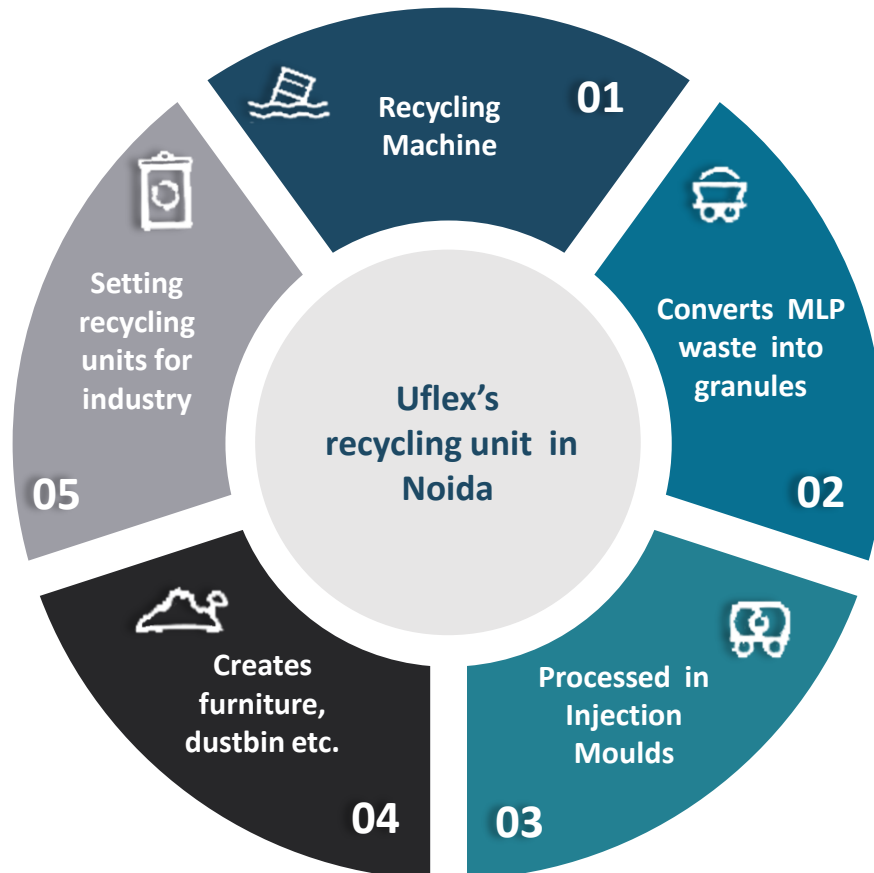 Recycling
Machine
01
Converts MLP
waste into
granules
02
Processed in
Injection
Moulds
03
Creates
furniture,
dustbin etc.
04
Setting
recycling
units for
industry
05
Uflex’s
recycling unit in
Noida